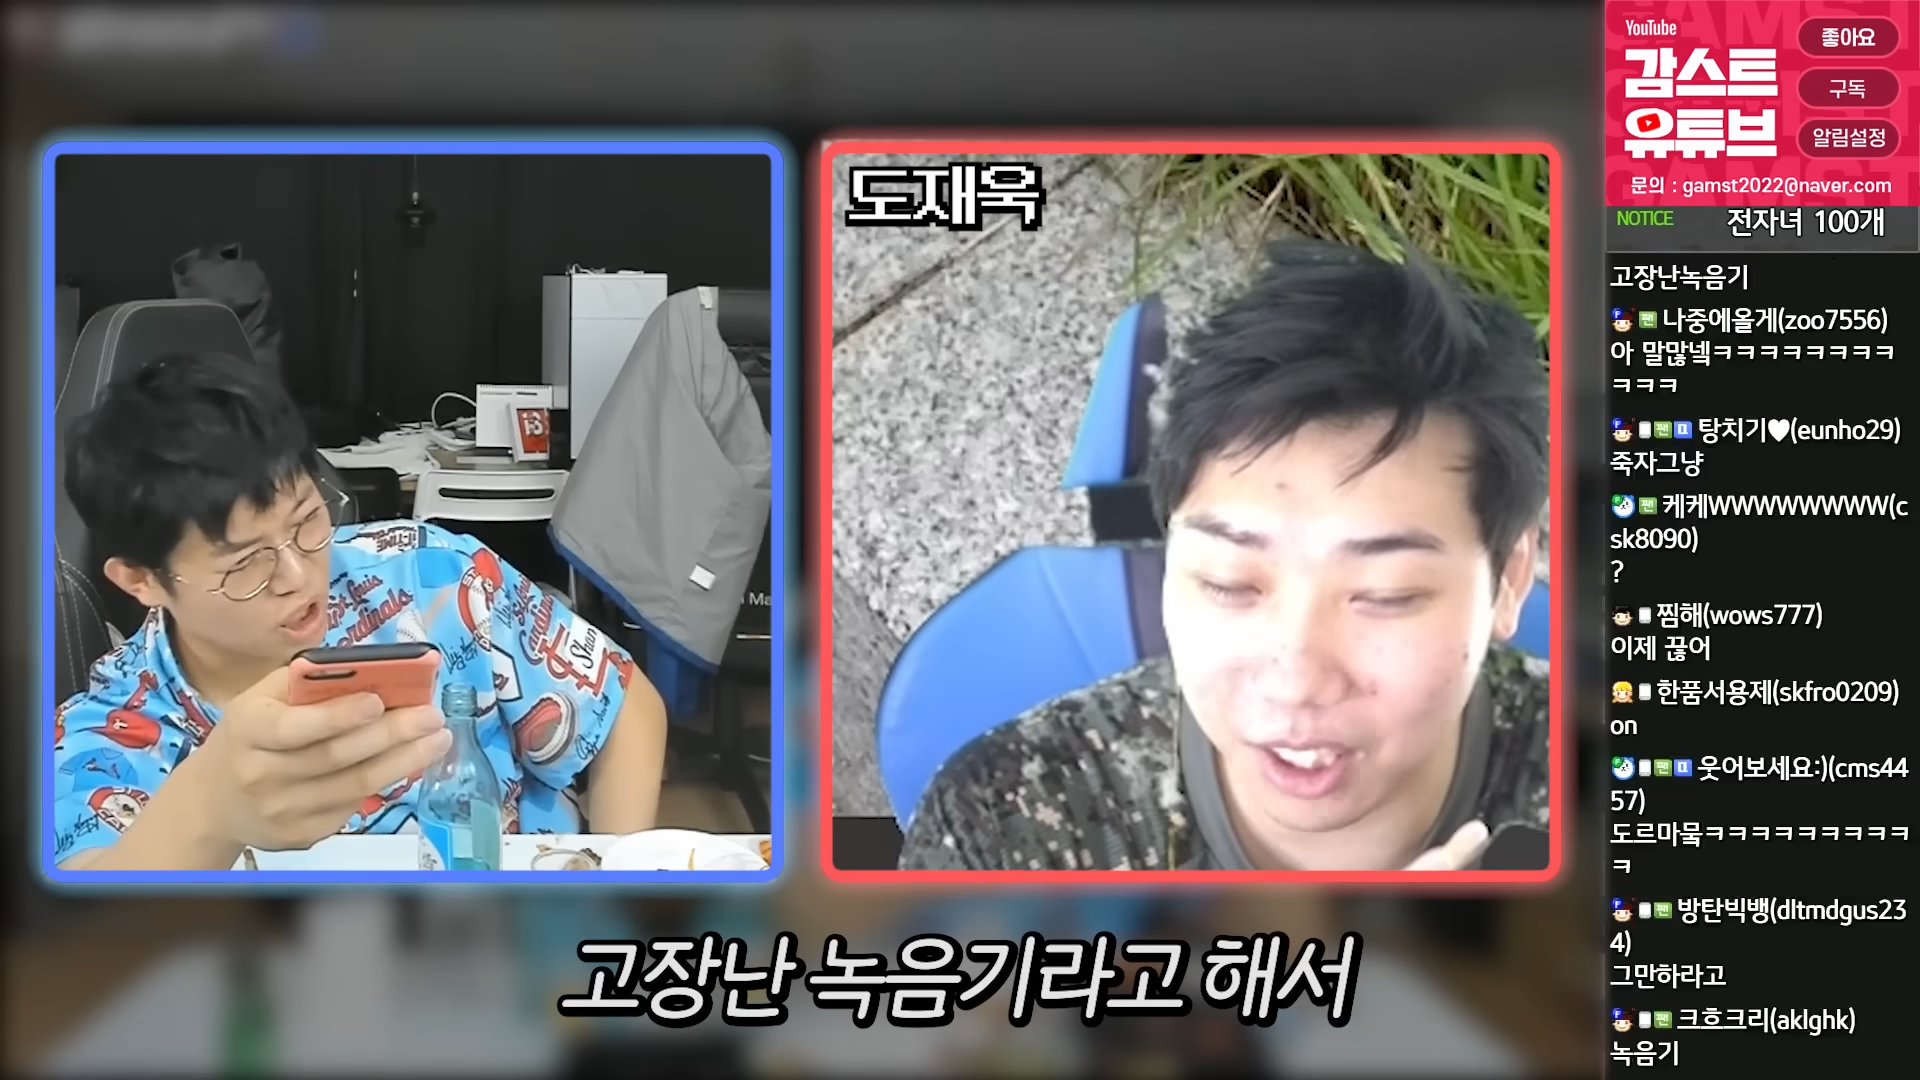 YouTube
감스트
유튜브
좋아요
구독
알림설정
문의 : gamst2022@naver.com
NOTICE
전자녀 100개
도재욱
St. Louis
Cardinals
고장난녹음기
나중에올게(zoo7556)
아 말많넼ㅋㅋㅋㅋㅋㅋㅋㅋ
ㅋㅋㅋ
탕치기♥(eunho29)
죽자그냥
케케WWWWWWWW(c
sk8090)
?
찜해(wows777)
이제 끊어
한품서용제(skfro0209)
on
웃어보세요:)(cms44
57)
도르마뭌ㅋㅋㅋㅋㅋㅋㅋㅋㅋ
ㅋ
방탄빅뱅(dltmdgus23
4)
그만하라고
크흐크리(aklghk)
녹음기
고장난 녹음기라고 해서